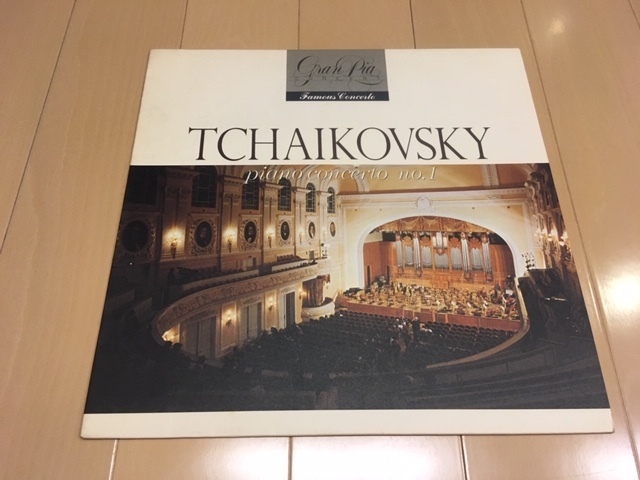 Gran Pia
Famous Concerto
TCHAIKOVSKY
piano concerto no.1